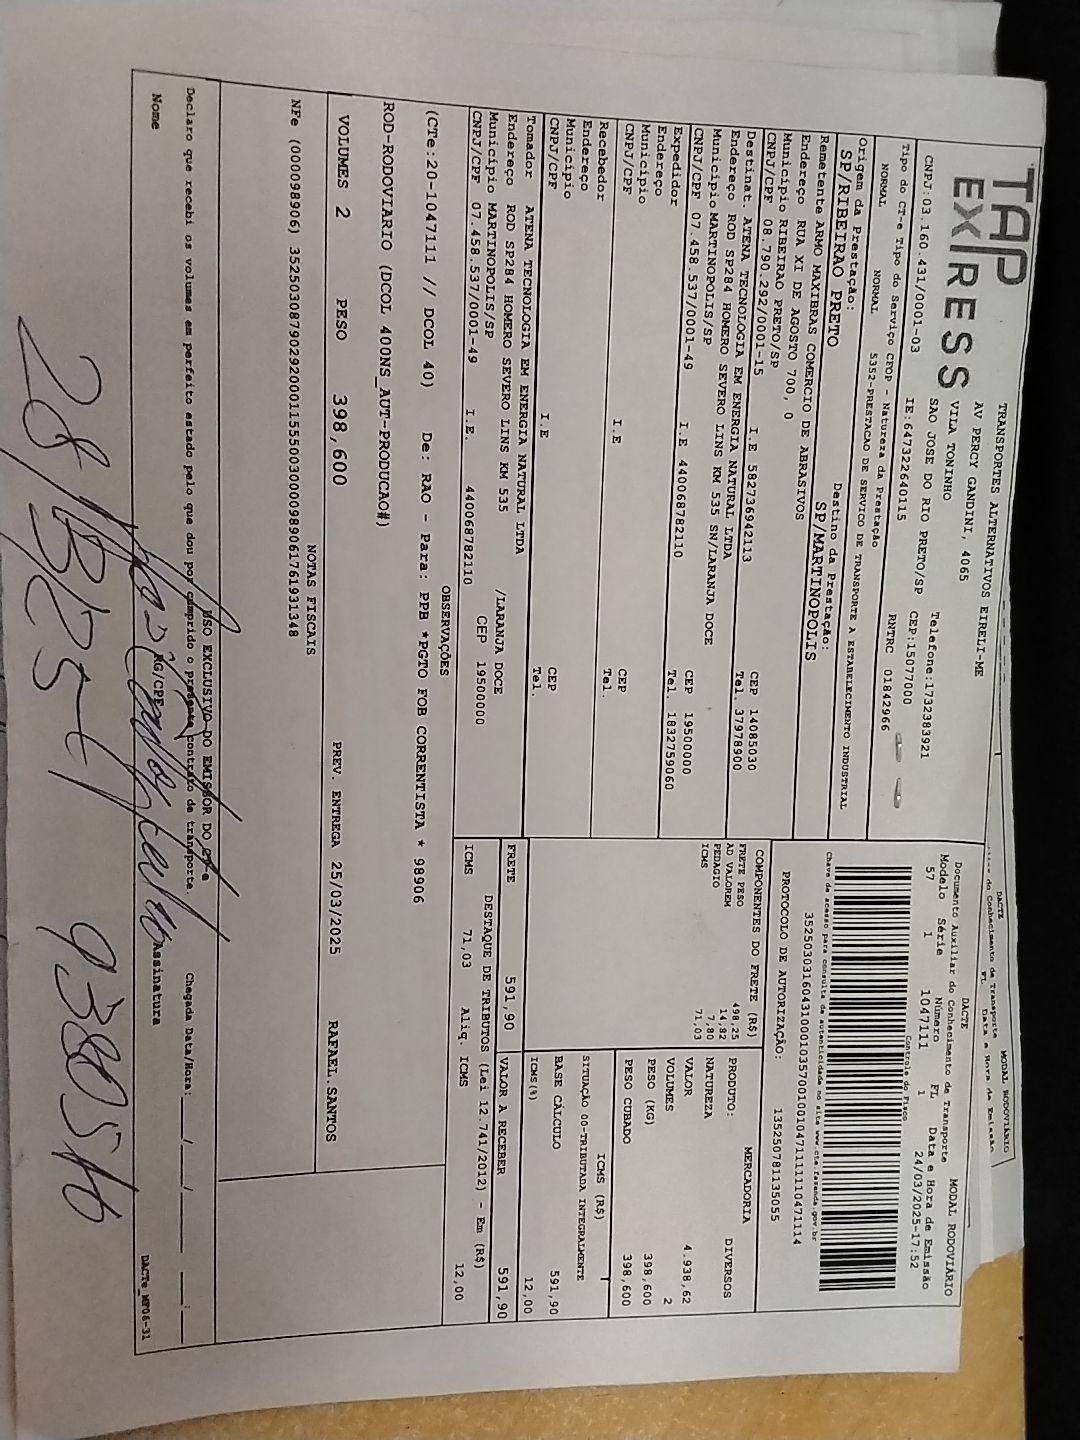 TAP
EXPRESS
TRANSPORTES ALTERNATIVOS EIRELI-ME
AV PERCY GANDINI, 4065
VILA TONINHO
SAO JOSE DO RIO PRETO/SP
Telefone:1732383921
CNPJ:03.160.431/0001-03
IE:647322640115
CEP:15077000
RNTRC 01842966
Tipo do CT-e Tipo do Serviço CFOP - Natureza da Prestação
NORMAL NORMAL 5352-PRESTACAO DE SERVICO DE TRANSPORTE A ESTABELECIMENTO INDUSTRIAL
Origem da Prestação: Destino da Prestação:
SP/RIBEIRAO PRETO SP/MARTINOPOLIS
Remetente ARMO MAXIBRAS COMERCIO DE ABRASIVOS
Endereço RUA XI DE AGOSTO 700, 0
Município RIBEIRAO PRETO/SP CEP 14085030
CNPJ/CPF 08.790.292/0001-15 I.E 582736942113 Tel. 37978900
Destinat. ATENA TECNOLOGIA EM ENERGIA NATURAL LTDA
Endereço ROD SP284 HOMERO SEVERO LINS KM 535 SN/LARANJA DOCE
Município MARTINOPOLIS/SP CEP 19500000
CNPJ/CPF 07.458.537/0001-49 I.E 440068782110 Tel. 1832759060
Expedidor
Endereço
Município CEP
CNPJ/CPF I.E Tel.
Recebedor
Endereço
Município CEP
CNPJ/CPF I.E Tel.
Tomador ATENA TECNOLOGIA EM ENERGIA NATURAL LTDA
Endereço ROD SP284 HOMERO SEVERO LINS KM 535 /LARANJA DOCE
Município MARTINOPOLIS/SP CEP 19500000
CNPJ/CPF 07.458.537/0001-49 I.E. 440068782110
DACTE MODAL RODOVIÁRIO
Documento Auxiliar do Conhecimento de Transporte
Modelo Série Número FL Data e Hora de Emissão
57 1 1047111 1 24/03/2025-17:52
Controle do Fisco
Chave de acesso para consulta de autenticidade no site www.cte.fazenda.gov.br
35250303160431000103570010010471111110471114
PROTOCOLO DE AUTORIZAÇÃO: 135250781135055
COMPONENTES DO FRETE (R$)
FRETE PESO 498,25
AD VALOREM 14,82
PEDAGIO 7,80
ICMS 71,03
MERCADORIA
PRODUTO: DIVERSOS
NATUREZA
VALOR 4.938,62
VOLUMES 2
PESO (KG) 398,600
PESO CUBADO 398,600
ICMS (R$)
SITUAÇÃO 00-TRIBUTADA INTEGRALMENTE
BASE CÁLCULO 591,90
ICMS(%) 12,00
FRETE 591,90 VALOR A RECEBER 591,90
DESTAQUE DE TRIBUTOS (Lei 12.741/2012) - Em (R$)
ICMS 71,03 Alíq. ICMS 12,00
OBSERVAÇÕES
(CTe:20-1047111 // DCOL 40) De: RAO - Para: PPB *PGTO FOB CORRENTISTA * 98906
ROD-RODOVIARIO (DCOL 400NS_AUT-PRODUCAO#)
VOLUMES 2 PESO 398,600 PREV. ENTREGA 25/03/2025 RAFAEL.SANTOS
NOTAS FISCAIS
NFe (000098906) 35250308790292000115550030000989061761931348
USO EXCLUSIVO DO EMISSOR DO CT-e
Declaro que recebi os volumes em perfeito estado pelo que dou por cumprido o presente contrato de transporte. Chegada Data/Hora: / / :
Nome RG/CPF Assinatura
DACTe_MP06-31